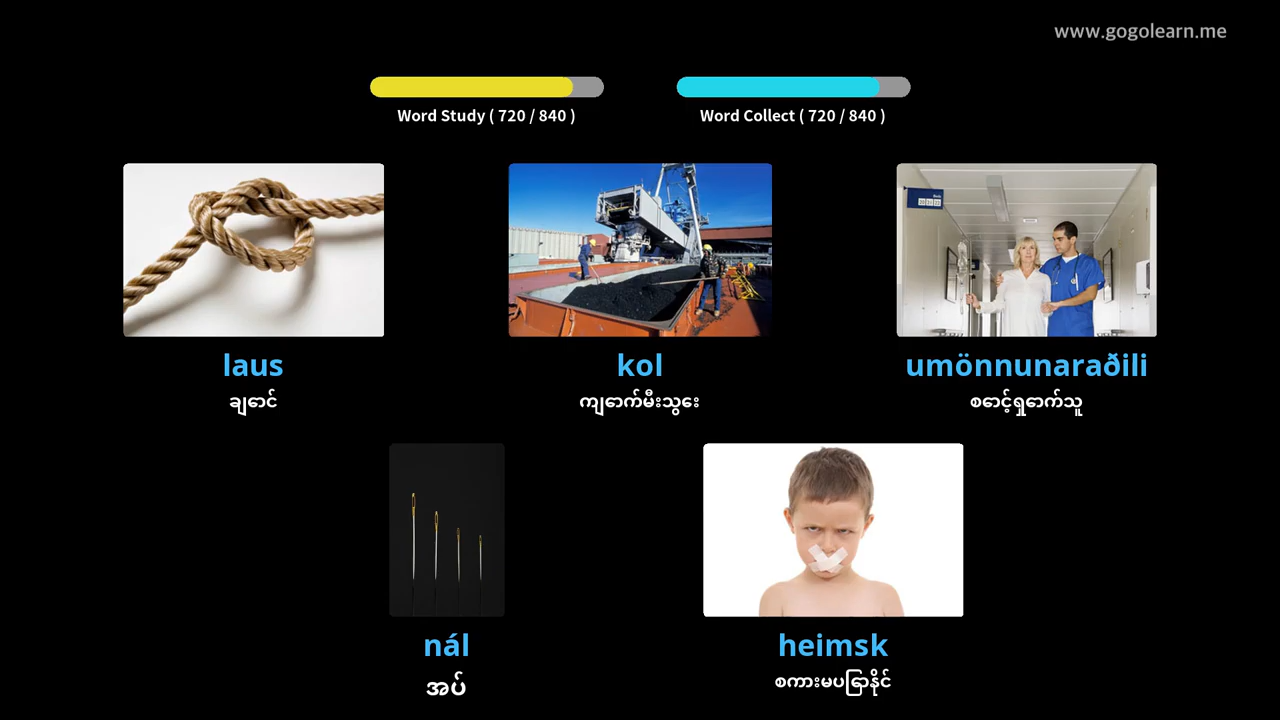 www.gogolearn.me
Word Study ( 720 / 840 )
Word Collect ( 720 / 840 )
laus
ချောင်
kol
ကျောက်မီးသွေး
umönnunaraðili
စောင့်ရှောက်သူ
nál
အပ်
heimsk
စကားမပြောနိုင်